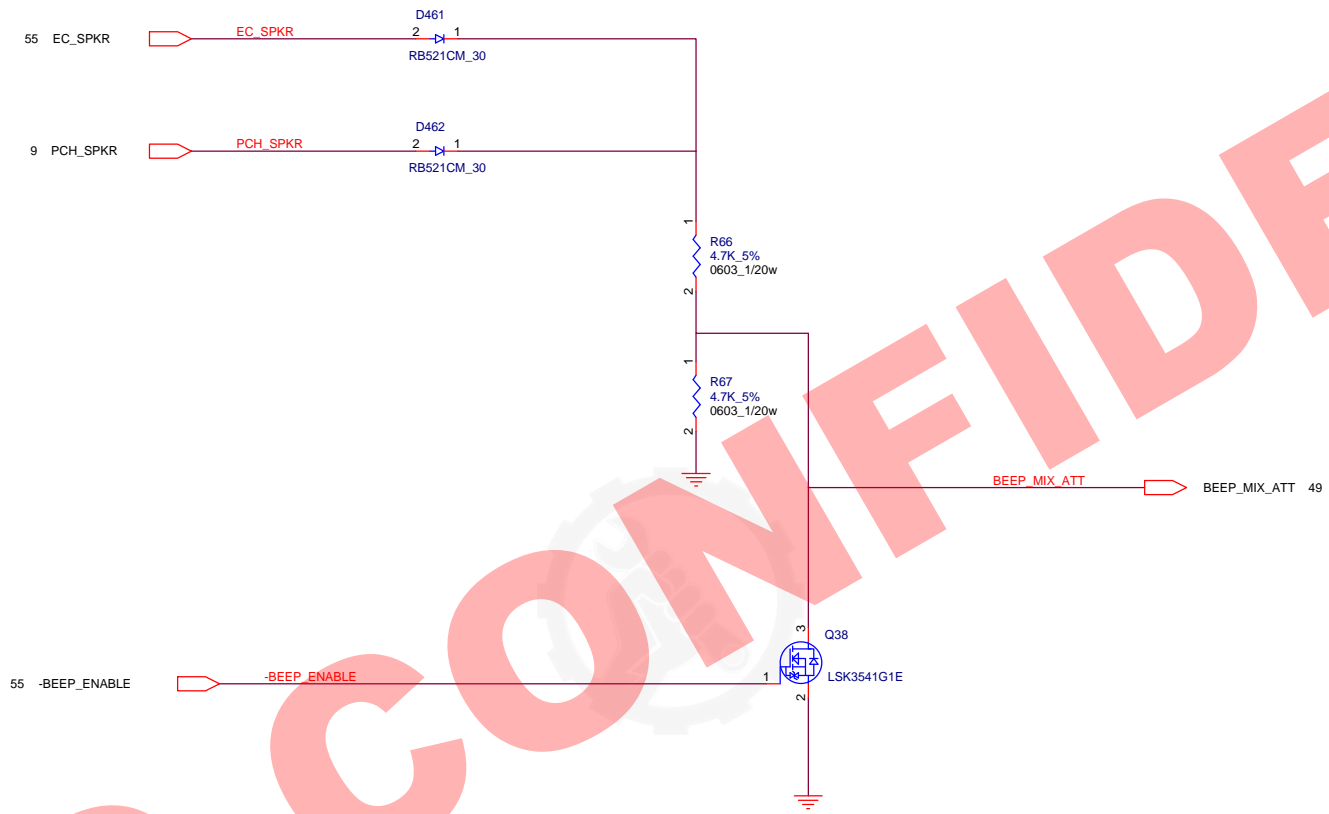 D461
55 EC_SPKR EC_SPKR 2 1
RB521CM_30
D462
9 PCH_SPKR PCH_SPKR 2 1
RB521CM_30
1
R66
4.7K_5%
0603_1/20w
2
1
R67
4.7K_5%
0603_1/20w
2
BEEP_MIX_ATT BEEP_MIX_ATT 49
3
Q38
55 -BEEP_ENABLE -BEEP_ENABLE 1 LSK3541G1E
2
CONFIDE